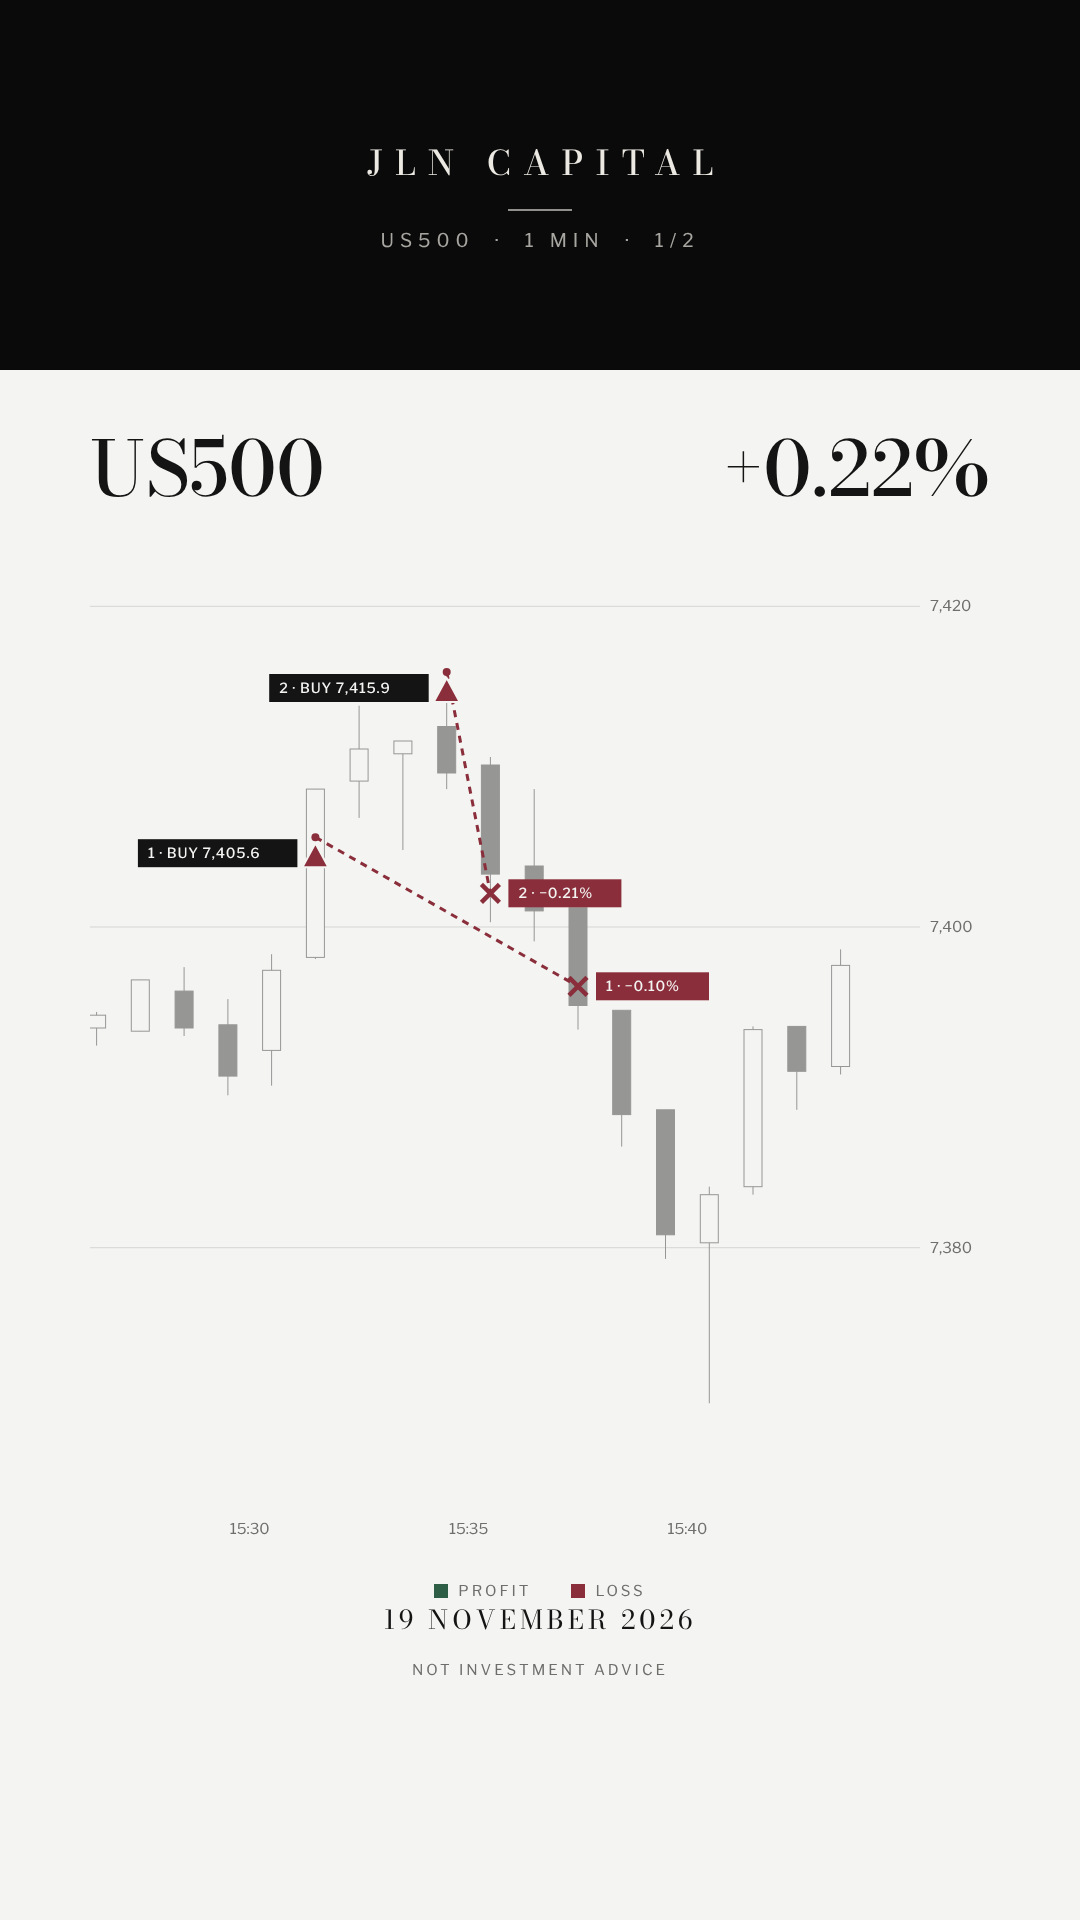 JLN CAPITAL
US500 · 1 MIN · 1/2
US500
+0.22%
7,420
2 · BUY 7,415.9
1 · BUY 7,405.6
2 · −0.21%
7,400
1 · −0.10%
7,380
15:30 15:35 15:40
PROFIT LOSS
19 NOVEMBER 2026
NOT INVESTMENT ADVICE